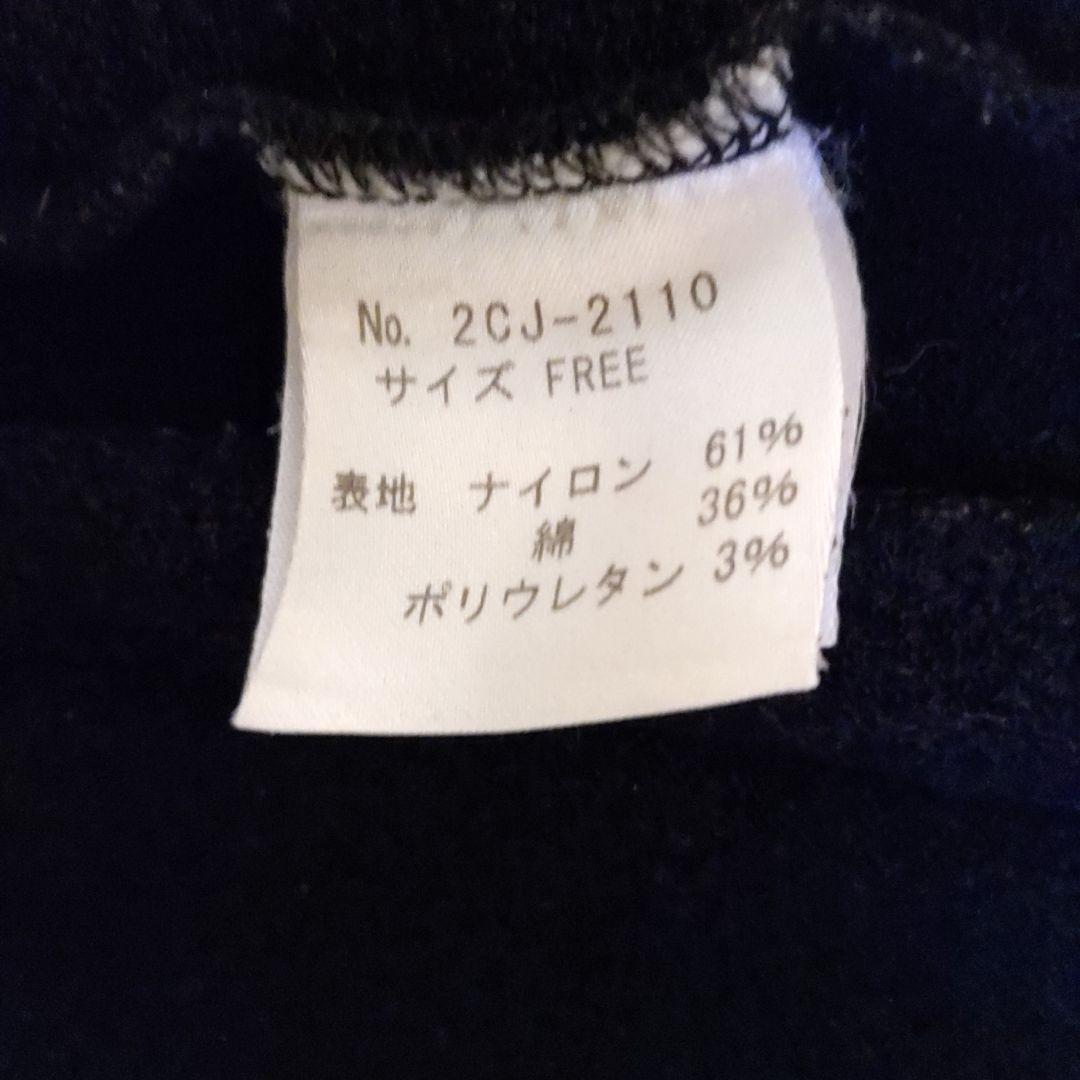 No. 2CJ-2110
サイズ FREE
表地 ナイロン 61%
綿 36%
ポリウレタン 3%